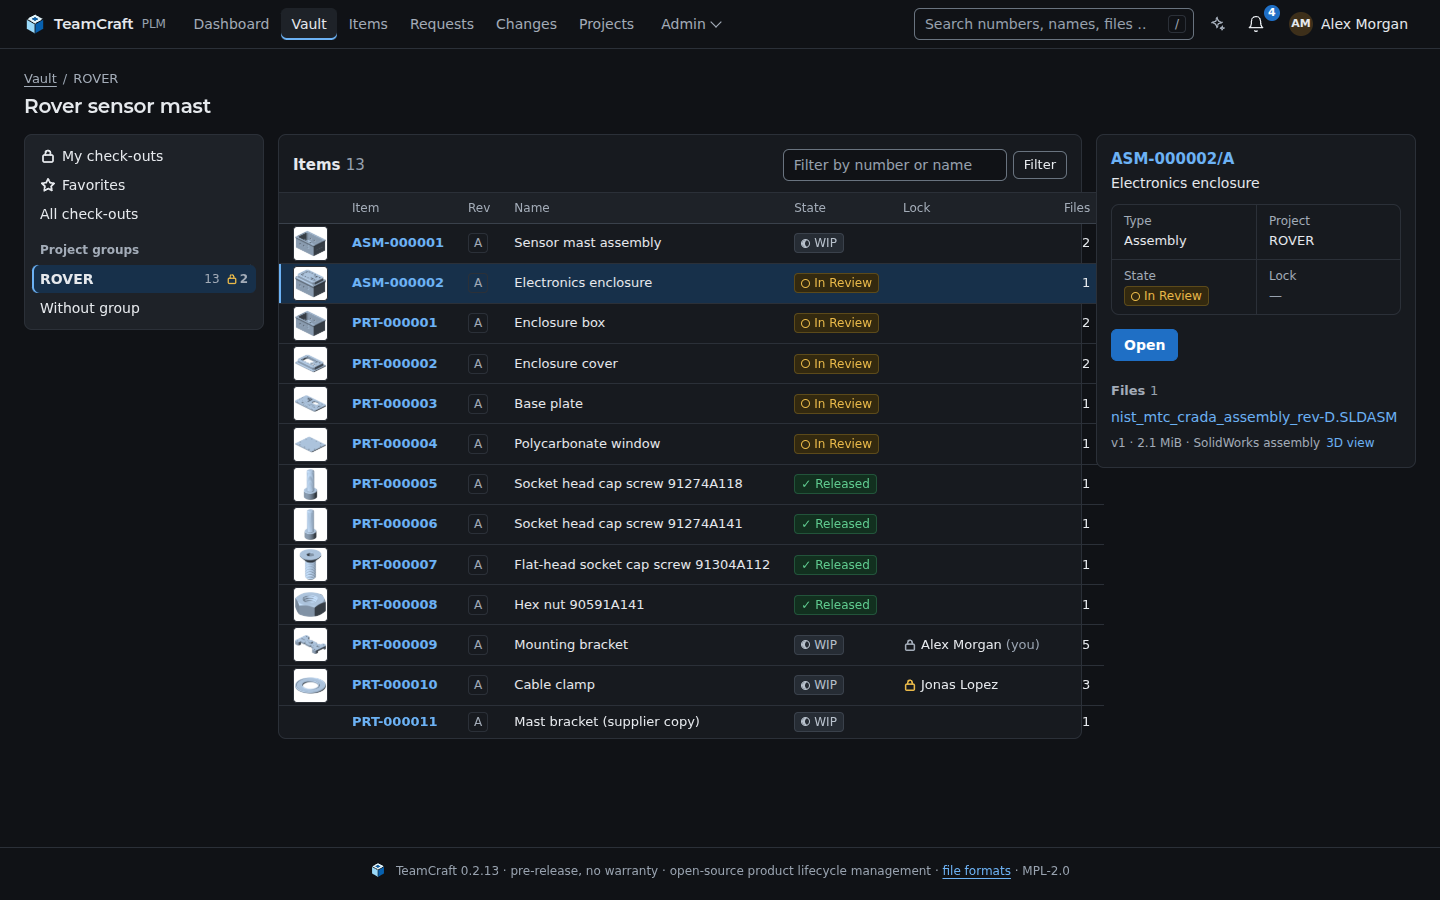 TeamCraft PLM Dashboard Vault Items Requests Changes Projects Admin Search numbers, names, files .. / 4 AM Alex Morgan
Vault / ROVER
Rover sensor mast
My check-outs
Favorites
All check-outs
Project groups
ROVER 13 2
Without group
Items 13 Filter by number or name Filter
Item Rev Name State Lock Files
ASM-000001 A Sensor mast assembly WIP 2
ASM-000002 A Electronics enclosure In Review 1
PRT-000001 A Enclosure box In Review 2
PRT-000002 A Enclosure cover In Review 2
PRT-000003 A Base plate In Review 1
PRT-000004 A Polycarbonate window In Review 1
PRT-000005 A Socket head cap screw 91274A118 ✓ Released 1
PRT-000006 A Socket head cap screw 91274A141 ✓ Released 1
PRT-000007 A Flat-head socket cap screw 91304A112 ✓ Released 1
PRT-000008 A Hex nut 90591A141 ✓ Released 1
PRT-000009 A Mounting bracket WIP Alex Morgan (you) 5
PRT-000010 A Cable clamp WIP Jonas Lopez 3
PRT-000011 A Mast bracket (supplier copy) WIP 1
ASM-000002/A
Electronics enclosure
Type Project
Assembly ROVER
State Lock
In Review —
Open
Files 1
nist_mtc_crada_assembly_rev-D.SLDASM
v1 · 2.1 MiB · SolidWorks assembly 3D view
TeamCraft 0.2.13 · pre-release, no warranty · open-source product lifecycle management · file formats · MPL-2.0